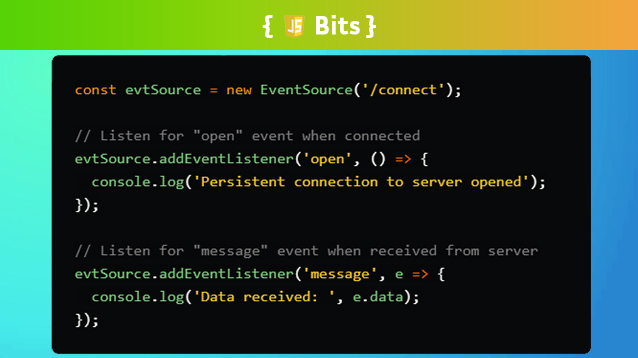 { JS Bits }
const evtSource = new EventSource('/connect');
// Listen for "open" event when connected
evtSource.addEventListener('open', () => {
  console.log('Persistent connection to server opened');
});
// Listen for "message" event when received from server
evtSource.addEventListener('message', e => {
  console.log('Data received: ', e.data);
});